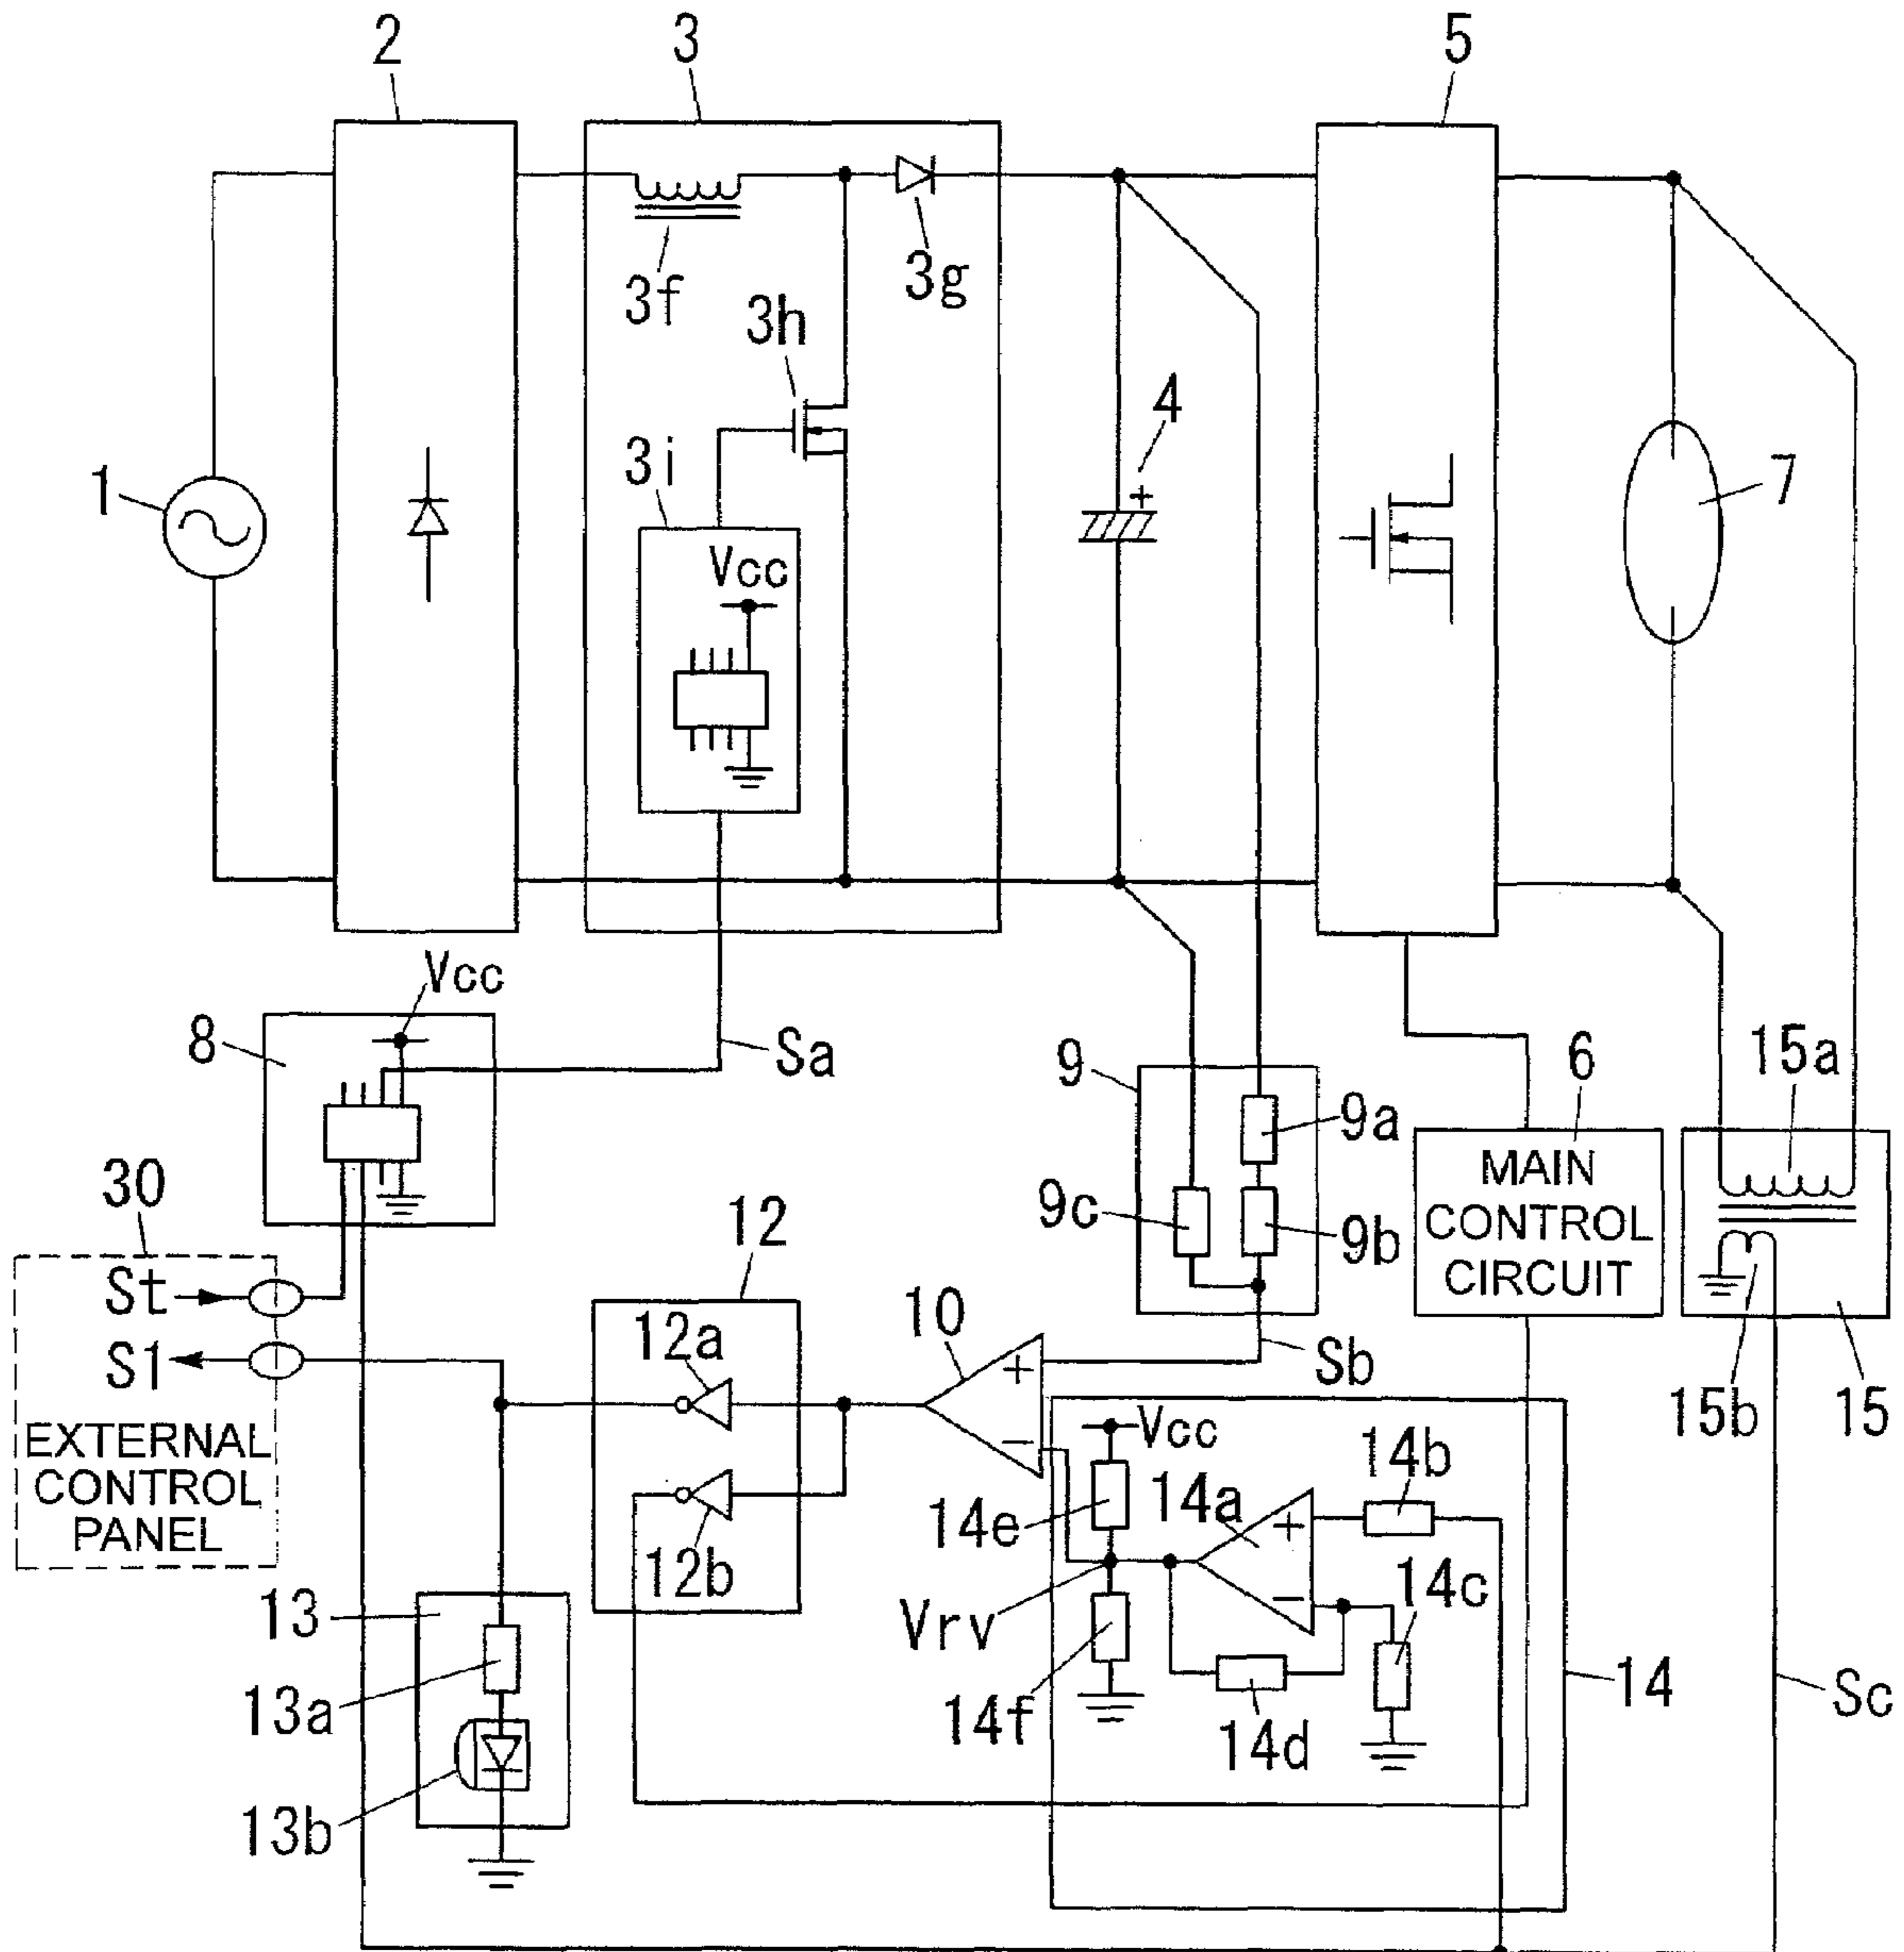 2
3
5
3f
3g
3h
4
3i
1
7
Vcc
Vcc
8
Sa
9
6
15a
9a
30
9c
9b
MAIN
CONTROL
CIRCUIT
12
St
10
12a
+
Sb
S1
15b
15
EXTERNAL
CONTROL
PANEL
−
Vcc
14b
14a
14e
+
12b
14c
13
Vrv
−
14
Sc
13a
14f
14d
13b
+